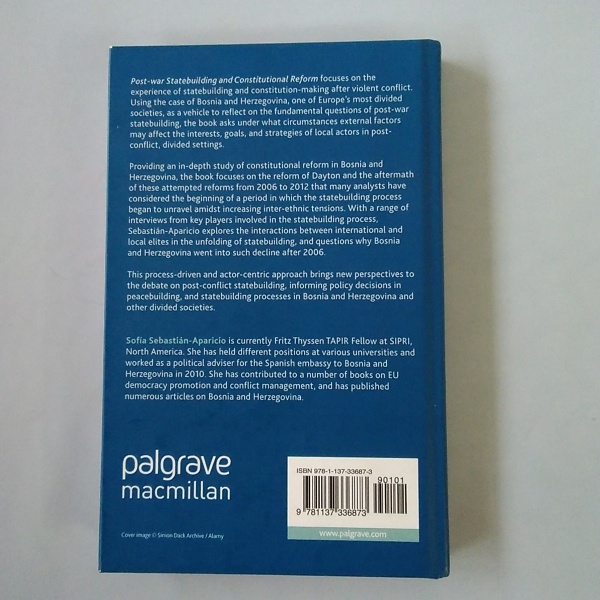 Post-war Statebuilding and Constitutional Reform focuses on the
experience of statebuilding and constitution-making after violent conflict.
Using the case of Bosnia and Herzegovina, one of Europe's most divided
societies, as a vehicle to reflect on the fundamental questions of post-war
statebuilding, the book asks under what circumstances external factors
may affect the interests, goals, and strategies of local actors in post-
conflict, divided settings.
Providing an in-depth study of constitutional reform in Bosnia and
Herzegovina, the book focuses on the reform of Dayton and the aftermath
of these attempted reforms from 2006 to 2012 that many analysts have
considered the beginning of a period in which the statebuilding process
began to unravel amidst increasing inter-ethnic tensions. With a range of
interviews from key players involved in the statebuilding process,
Sebastián-Aparicio explores the interactions between international and
local elites in the unfolding of statebuilding, and questions why Bosnia
and Herzegovina went into such decline after 2006.
This process-driven and actor-centric approach brings new perspectives to
the debate on post-conflict statebuilding, informing policy decisions in
peacebuilding, and statebuilding processes in Bosnia and Herzegovina and
other divided societies.
Sofía Sebastián-Aparicio is currently Fritz Thyssen TAPIR Fellow at SIPRI,
North America. She has held different positions at various universities and
worked as a political adviser for the Spanish embassy to Bosnia and
Herzegovina in 2010. She has contributed to a number of books on EU
democracy promotion and conflict management, and has published
numerous articles on Bosnia and Herzegovina.
palgrave
macmillan
ISBN 978-1-137-33687-3
90101
9 781137 336873
www.palgrave.com
Cover image © Simon Dack Archive / Alamy